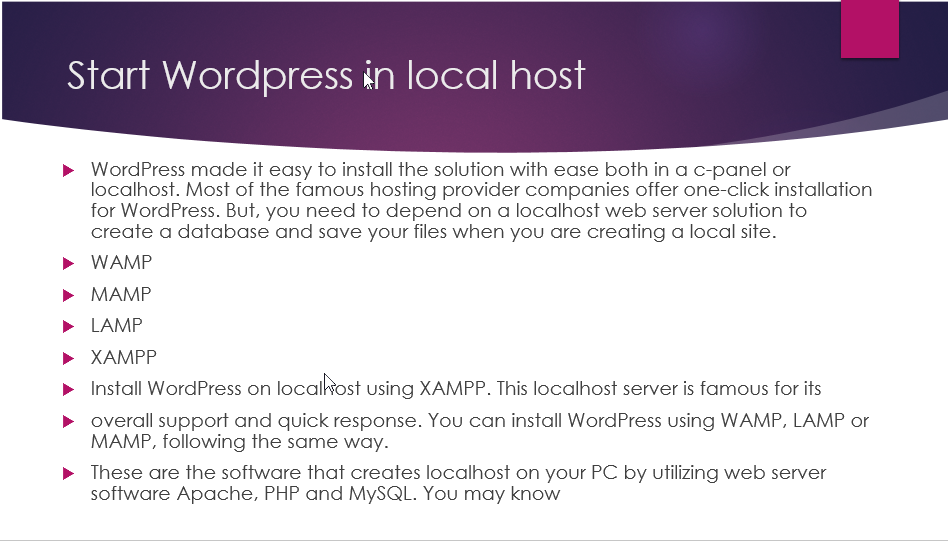 Start Wordpress in local host
WordPress made it easy to install the solution with ease both in a c-panel or
localhost. Most of the famous hosting provider companies offer one-click installation
for WordPress. But, you need to depend on a localhost web server solution to
create a database and save your files when you are creating a local site.
WAMP
MAMP
LAMP
XAMPP
Install WordPress on localhost using XAMPP. This localhost server is famous for its
overall support and quick response. You can install WordPress using WAMP, LAMP or
MAMP, following the same way.
These are the software that creates localhost on your PC by utilizing web server
software Apache, PHP and MySQL. You may know